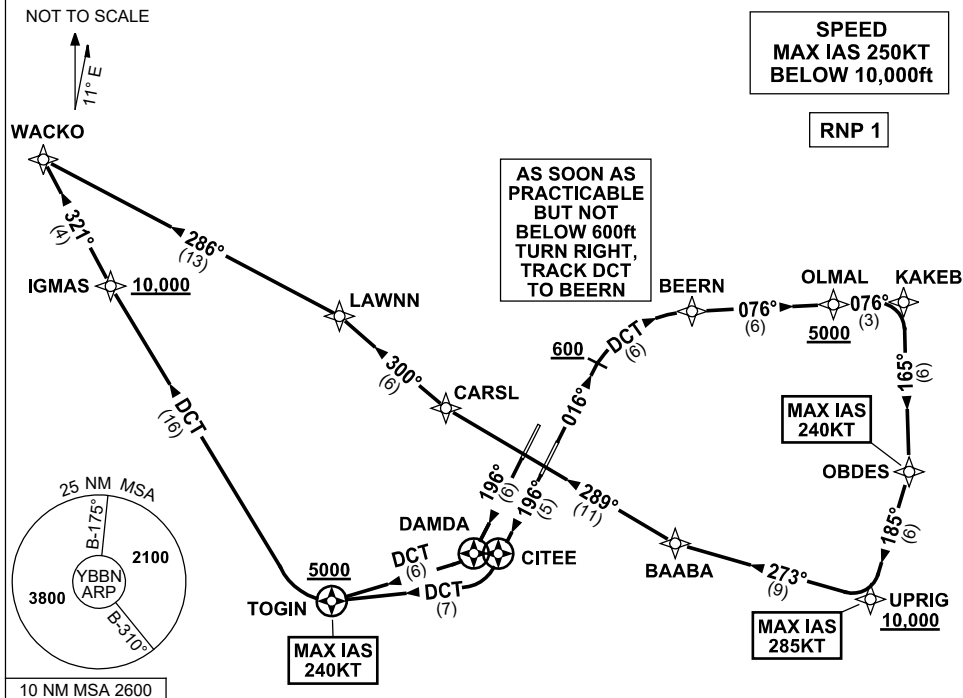 NOT TO SCALE
11° E
SPEED
MAX IAS 250KT
BELOW 10,000ft
RNP 1
WACKO
321°
(4)
286°
(13)
IGMAS
10,000
LAWNN
300°
(6)
CARSL
AS SOON AS
PRACTICABLE
BUT NOT
BELOW 600ft
TURN RIGHT,
TRACK DCT
TO BEERN
BEERN
OLMAL
KAKEB
076°
(6)
076°
(3)
5000
DCT
(6)
600
016°
165°
(6)
MAX IAS
240KT
OBDES
185°
(6)
DCT
(16)
196°
(6)
196°
(5)
289°
(11)
DAMDA
CITEE
BAABA
273°
(9)
UPRIG
10,000
MAX IAS
285KT
DCT
(6)
DCT
(7)
5000
TOGIN
MAX IAS
240KT
25 NM MSA
B-175°
2100
YBBN
ARP
3800
B-310°
10 NM MSA 2600